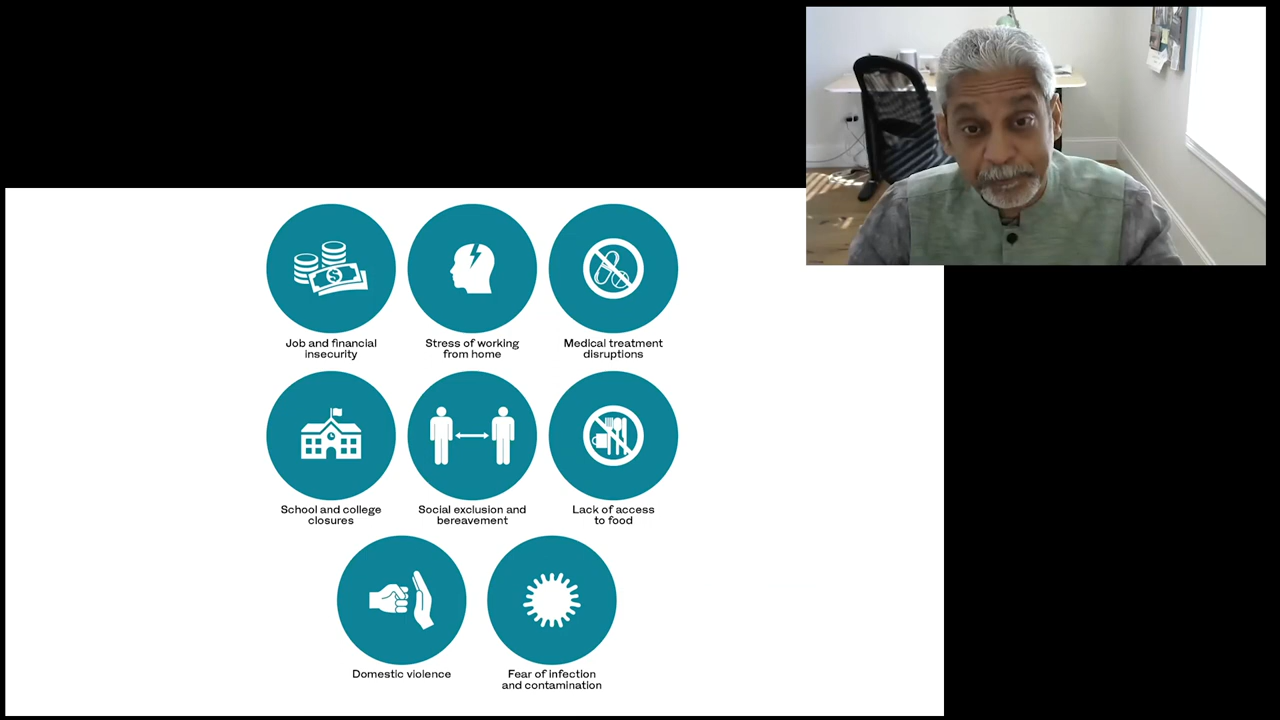 Job and financial
insecurity
Stress of working
from home
Medical treatment
disruptions
School and college
closures
Social exclusion and
bereavement
Lack of access
to food
Domestic violence
Fear of infection
and contamination